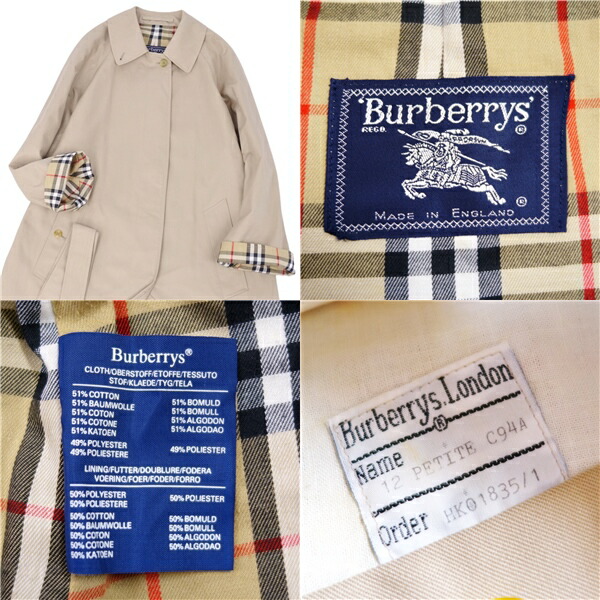 Burberrys
'Burberrys'
REGD.
®
PRORSUM
®
MADE IN ENGLAND
Burberrys®
CLOTH/OBERSTOFF/ETOFFE/TESSUTO
STOF/KLAEDE/TYG/TELA
51% COTTON 51% BOMULD
51% BAUMWOLLE 51% BOMULL
51% COTON 51% ALGODON
51% COTONE 51% ALGODAO
51% KATOEN
49% POLYESTER 49% POLIESTER
49% POLIESTERE
LINING/FUTTER/DOUBLURE/FODERA
VOERING/FOER/FODER/FORRO
50% POLYESTER 50% POLIESTER
50% POLIESTERE
50% COTTON 50% BOMULD
50% BAUMWOLLE 50% BOMULL
50% COTON 50% ALGODON
50% COTONE 50% ALGODAO
50% KATOEN
Burberrys.London
®
Name 12 PETITE C94A
Order HK01835/1